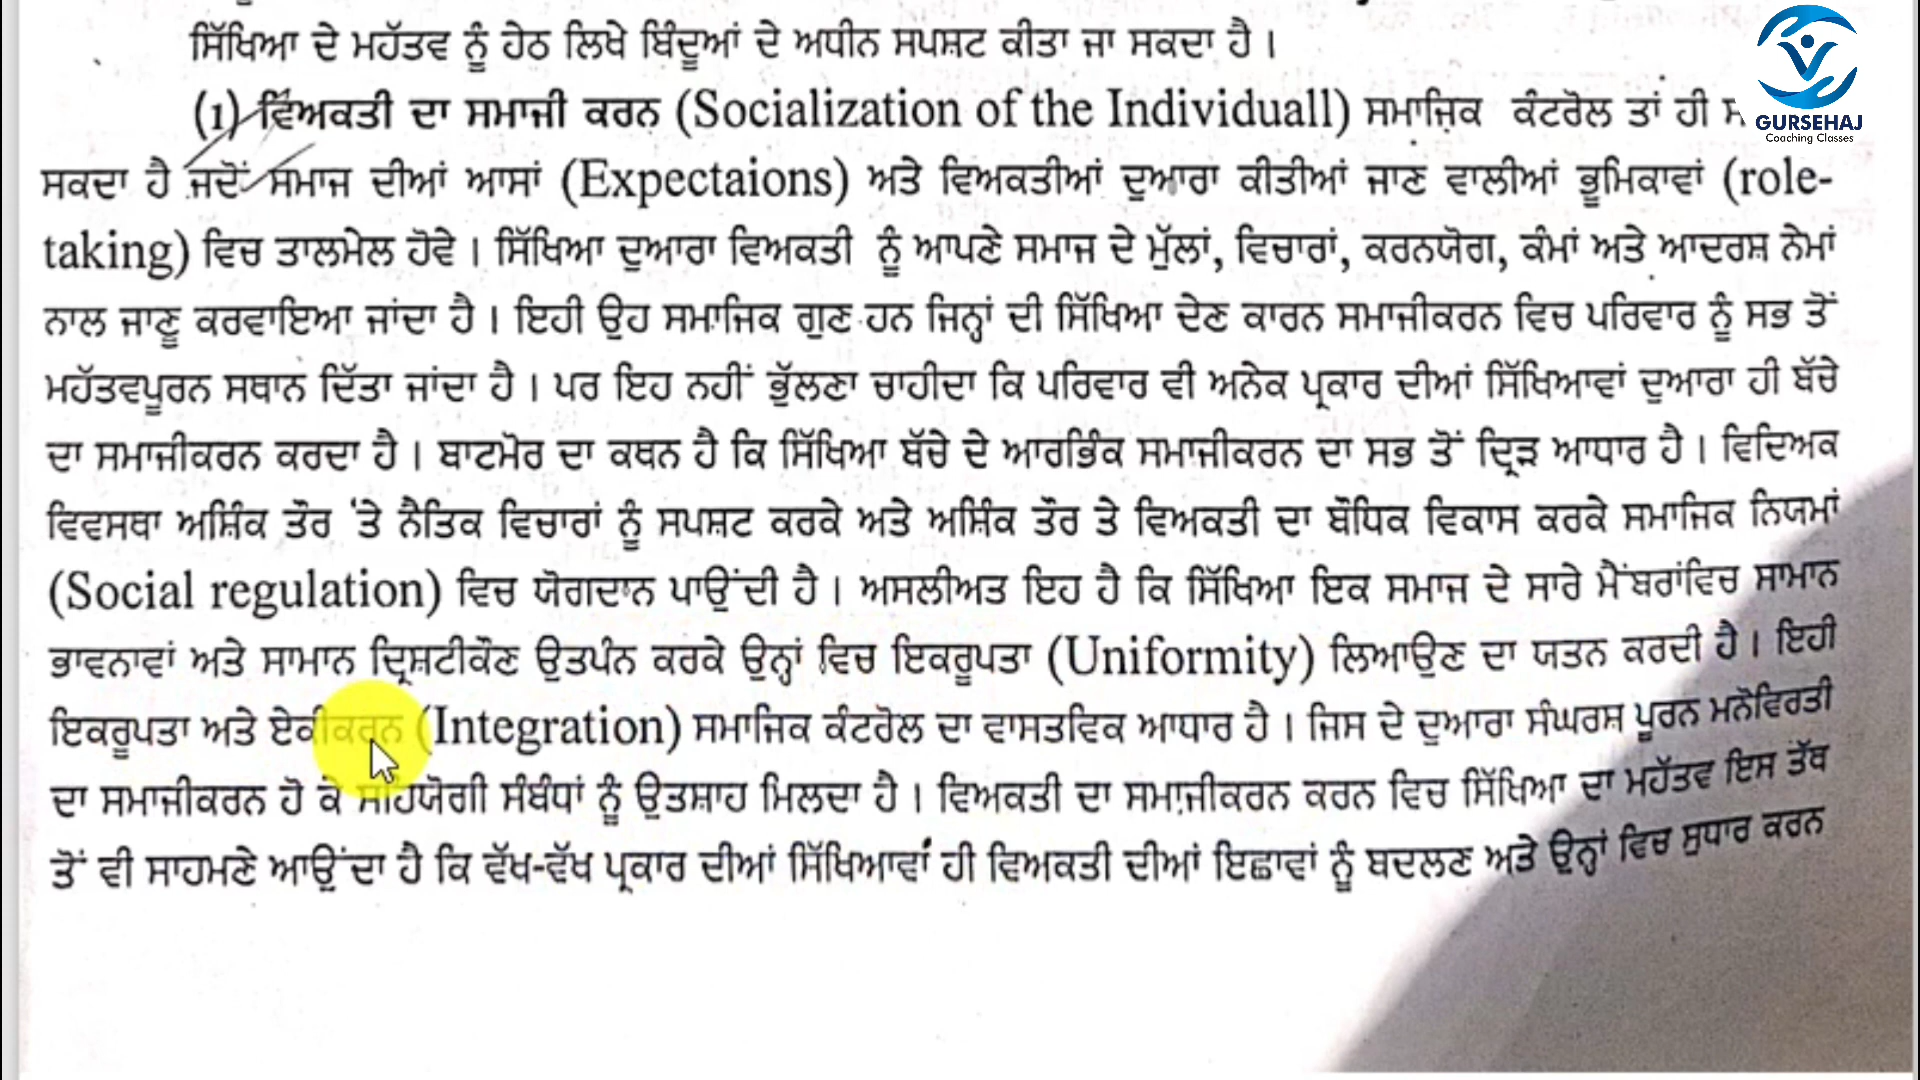 ਸਿੱਖਿਆ ਦੇ ਮਹੱਤਵ ਨੂੰ ਹੇਠ ਲਿਖੇ ਬਿੰਦੂਆਂ ਦੇ ਅਧੀਨ ਸਪਸ਼ਟ ਕੀਤਾ ਜਾ ਸਕਦਾ ਹੈ ।
(1) ਵਿਅਕਤੀ ਦਾ ਸਮਾਜੀ ਕਰਨ (Socialization of the Individuall) ਸਮਾਜਿਕ ਕੰਟਰੋਲ ਤਾਂ ਹੀ
ਸਕਦਾ ਹੈ ਜਦੋਂ ਸਮਾਜ ਦੀਆਂ ਆਸਾਂ (Expectaions) ਅਤੇ ਵਿਅਕਤੀਆਂ ਦੁਆਰਾ ਕੀਤੀਆਂ ਜਾਣ ਵਾਲੀਆਂ ਭੂਮਿਕਾਵਾਂ (role-
taking) ਵਿਚ ਤਾਲਮੇਲ ਹੋਵੇ । ਸਿੱਖਿਆ ਦੁਆਰਾ ਵਿਅਕਤੀ ਨੂੰ ਆਪਣੇ ਸਮਾਜ ਦੇ ਮੁੱਲਾਂ, ਵਿਚਾਰਾਂ, ਕਰਨਯੋਗ, ਕੰਮਾਂ ਅਤੇ ਆਦਰਸ਼ ਨੇਮਾਂ
ਨਾਲ ਜਾਣੂ ਕਰਵਾਇਆ ਜਾਂਦਾ ਹੈ । ਇਹੀ ਉਹ ਸਮਾਜਿਕ ਗੁਣ ਹਨ ਜਿਨ੍ਹਾਂ ਦੀ ਸਿੱਖਿਆ ਦੇਣ ਕਾਰਨ ਸਮਾਜੀਕਰਨ ਵਿਚ ਪਰਿਵਾਰ ਨੂੰ ਸਭ ਤੋਂ
ਮਹੱਤਵਪੂਰਨ ਸਥਾਨ ਦਿੱਤਾ ਜਾਂਦਾ ਹੈ । ਪਰ ਇਹ ਨਹੀਂ ਭੁੱਲਣਾ ਚਾਹੀਦਾ ਕਿ ਪਰਿਵਾਰ ਵੀ ਅਨੇਕ ਪ੍ਰਕਾਰ ਦੀਆਂ ਸਿੱਖਿਆਵਾਂ ਦੁਆਰਾ ਹੀ ਬੱਚੇ
ਦਾ ਸਮਾਜੀਕਰਨ ਕਰਦਾ ਹੈ । ਬਾਟਮੋਰ ਦਾ ਕਥਨ ਹੈ ਕਿ ਸਿੱਖਿਆ ਬੱਚੇ ਦੇ ਆਰਭਿੰਕ ਸਮਾਜੀਕਰਨ ਦਾ ਸਭ ਤੋਂ ਦ੍ਰਿੜ ਆਧਾਰ ਹੈ । ਵਿਦਿਅਕ
ਵਿਵਸਥਾ ਅਸ਼ਿੰਕ ਤੌਰ 'ਤੇ ਨੈਤਿਕ ਵਿਚਾਰਾਂ ਨੂੰ ਸਪਸ਼ਟ ਕਰਕੇ ਅਤੇ ਅਸ਼ਿੰਕ ਤੌਰ ਤੇ ਵਿਅਕਤੀ ਦਾ ਬੌਧਿਕ ਵਿਕਾਸ ਕਰਕੇ ਸਮਾਜਿਕ ਨਿਯਮਾਂ
(Social regulation) ਵਿਚ ਯੋਗਦਾਨ ਪਾਉਂਦੀ ਹੈ । ਅਸਲੀਅਤ ਇਹ ਹੈ ਕਿ ਸਿੱਖਿਆ ਇਕ ਸਮਾਜ ਦੇ ਸਾਰੇ ਮੈਂਬਰਾਂਵਿਚ ਸਾਮਾਨ
ਭਾਵਨਾਵਾਂ ਅਤੇ ਸਾਮਾਨ ਦ੍ਰਿਸ਼ਟੀਕੌਣ ਉਤਪੰਨ ਕਰਕੇ ਉਨ੍ਹਾਂ ਵਿਚ ਇਕਰੂਪਤਾ (Uniformity) ਲਿਆਉਣ ਦਾ ਯਤਨ ਕਰਦੀ ਹੈ । ਇਹੀ
ਇਕਰੂਪਤਾ ਅਤੇ ਏਕੀਕਰਨ (Integration) ਸਮਾਜਿਕ ਕੰਟਰੋਲ ਦਾ ਵਾਸਤਵਿਕ ਆਧਾਰ ਹੈ । ਜਿਸ ਦੇ ਦੁਆਰਾ ਸੰਘਰਸ਼ ਪੂਰਨ ਮਨੋਵਿਰਤੀ
ਦਾ ਸਮਾਜੀਕਰਨ ਹੋ ਕੇ ਸਹਿਯੋਗੀ ਸੰਬੰਧਾਂ ਨੂੰ ਉਤਸ਼ਾਹ ਮਿਲਦਾ ਹੈ । ਵਿਅਕਤੀ ਦਾ ਸਮਾਜੀਕਰਨ ਕਰਨ ਵਿਚ ਸਿੱਖਿਆ ਦਾ ਮਹੱਤਵ ਇਸ ਤੱਥ
ਤੋਂ ਵੀ ਸਾਹਮਣੇ ਆਉਂਦਾ ਹੈ ਕਿ ਵੱਖ-ਵੱਖ ਪ੍ਰਕਾਰ ਦੀਆਂ ਸਿੱਖਿਆਵਾਂ ਹੀ ਵਿਅਕਤੀ ਦੀਆਂ ਇਛਾਵਾਂ ਨੂੰ ਬਦਲਣ ਅਤੇ ਉਨ੍ਹਾਂ ਵਿਚ ਸੁਧਾਰ ਕਰਨ
GURSEHAJ
Coaching Classes